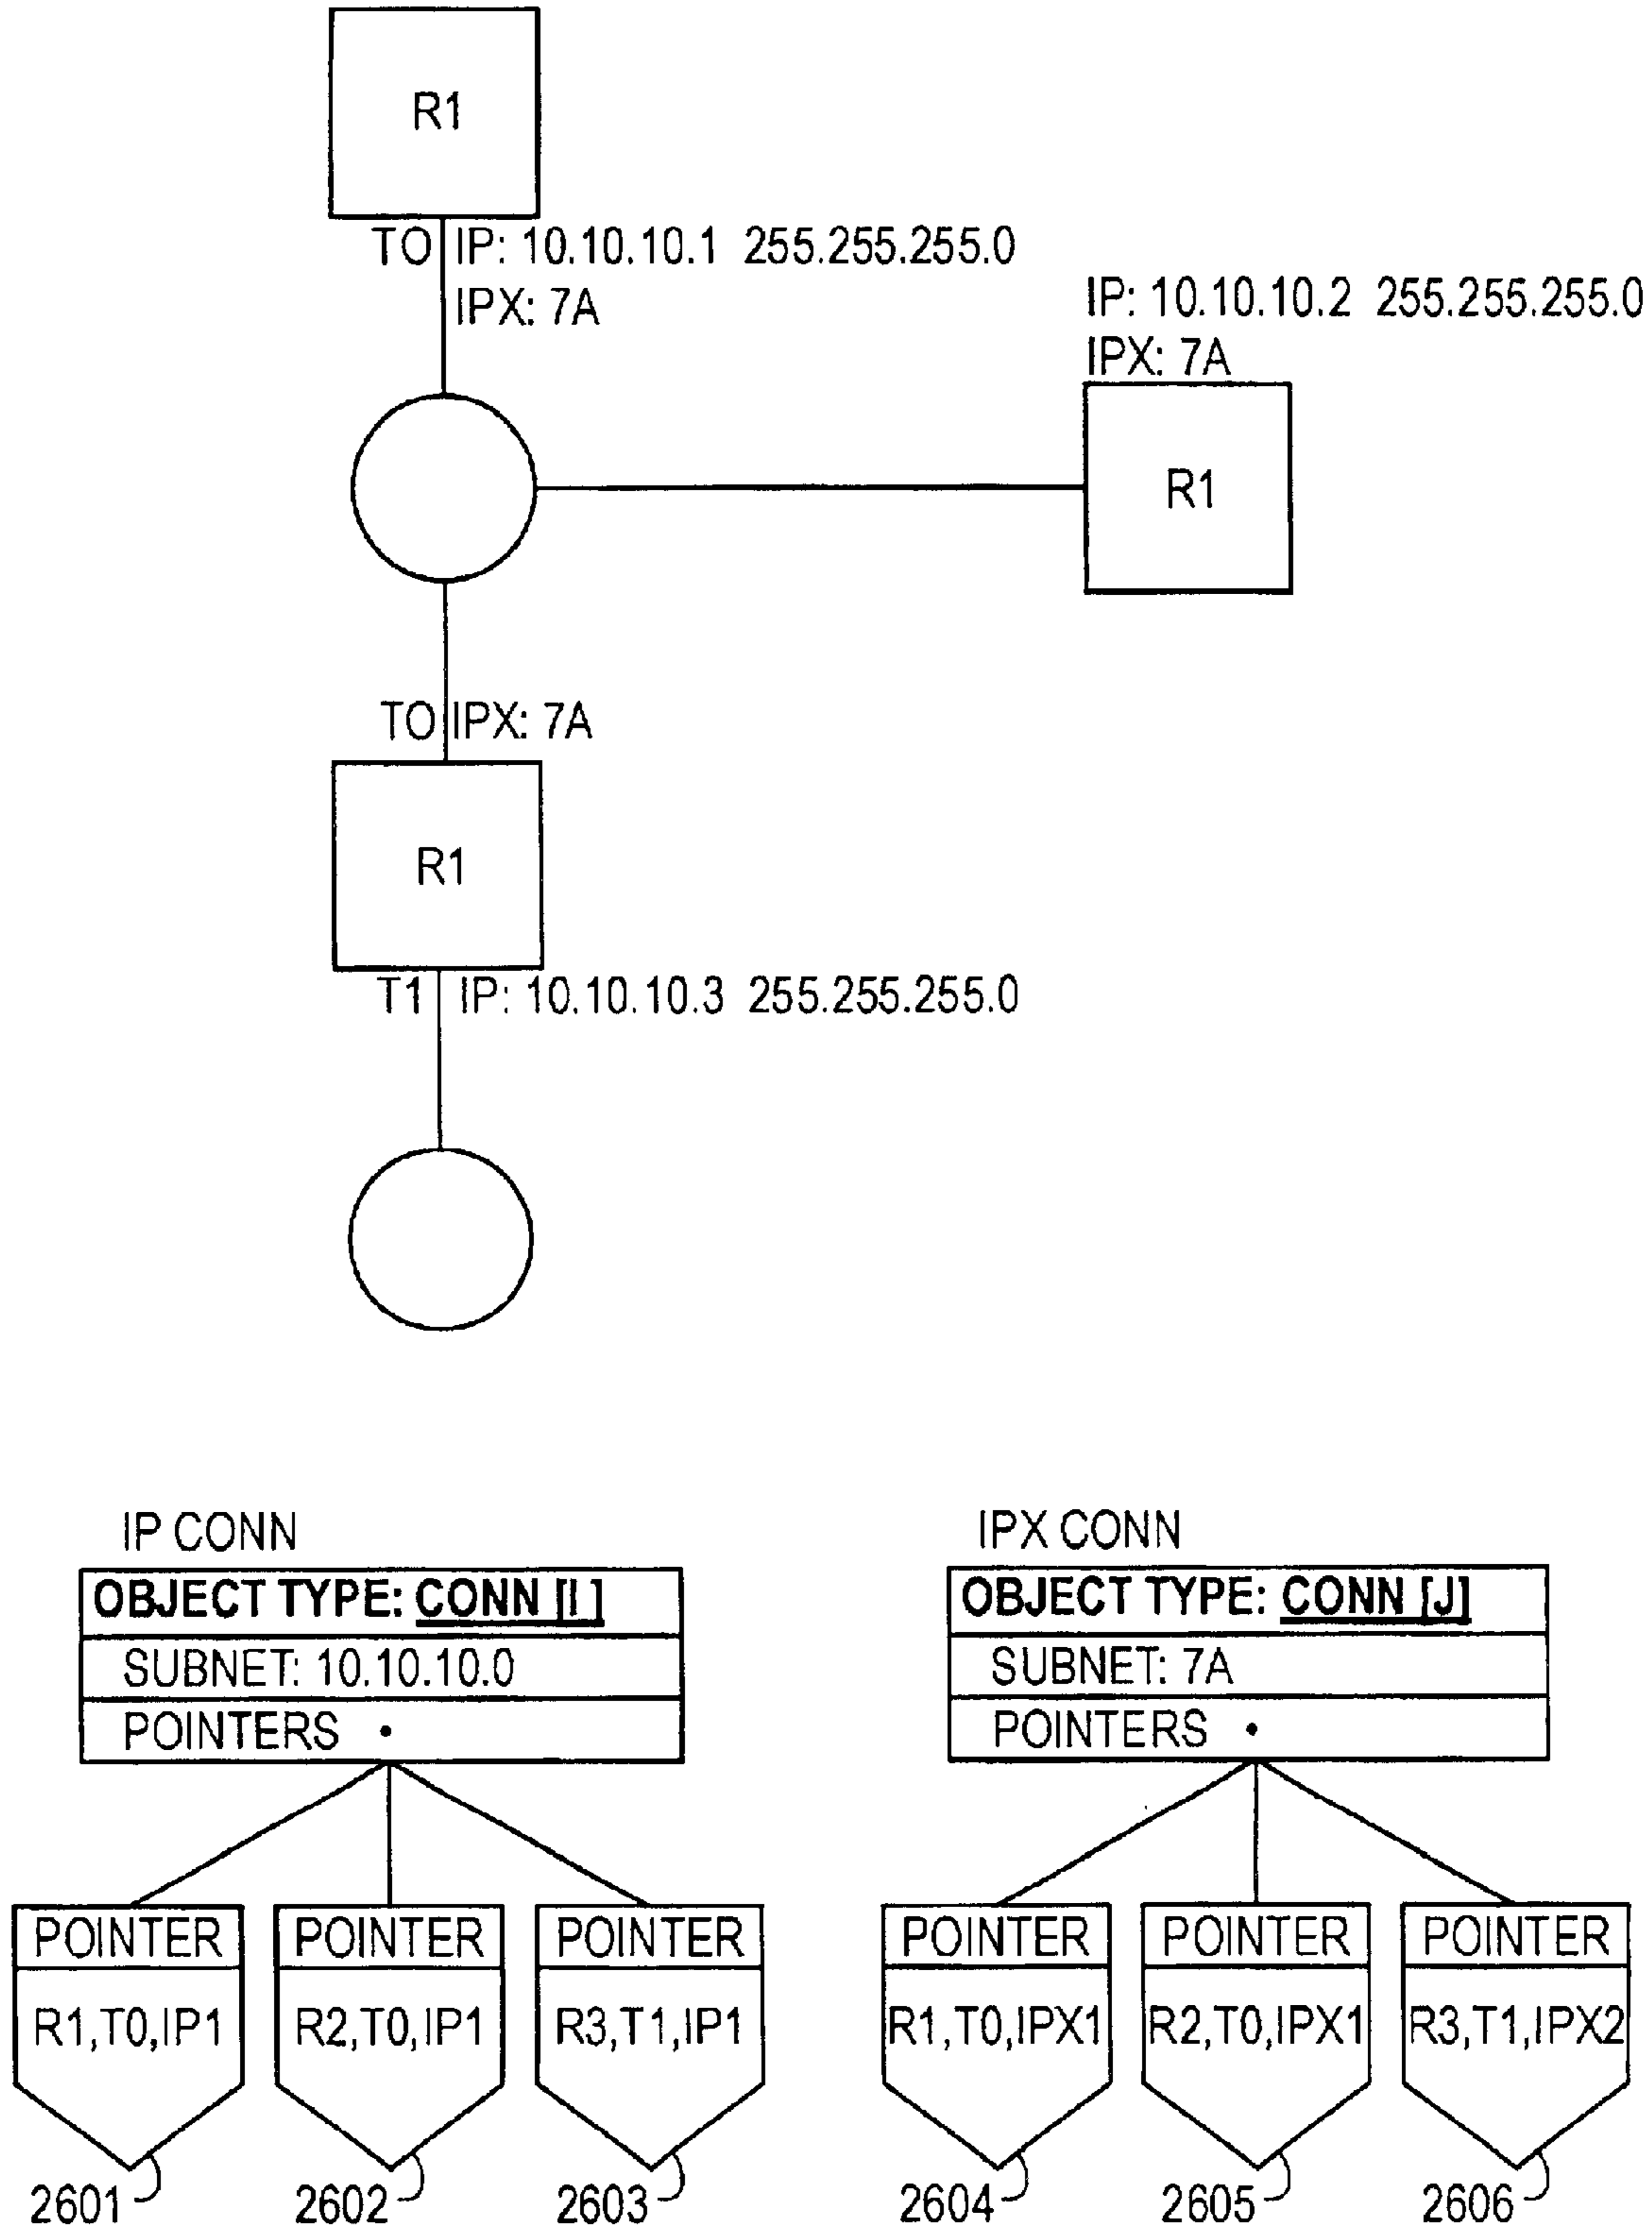 R1
TO IP: 10.10.10.1 255.255.255.0
IPX: 7A
IP: 10.10.10.2 255.255.255.0
IPX: 7A
R1
TO IPX: 7A
R1
T1 IP: 10.10.10.3 255.255.255.0
IP CONN
OBJECT TYPE: CONN [I]
SUBNET: 10.10.10.0
POINTERS •
POINTER POINTER POINTER
R1,T0,IP1 R2,T0,IP1 R3,T1,IP1
2601 2602 2603
IPX CONN
OBJECT TYPE: CONN [J]
SUBNET: 7A
POINTERS •
POINTER POINTER POINTER
R1,T0,IPX1 R2,T0,IPX1 R3,T1,IPX2
2604 2605 2606